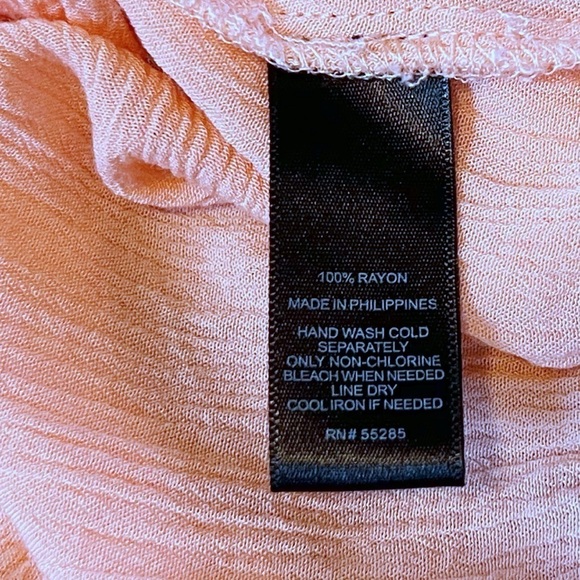 100% RAYON
MADE IN PHILIPPINES
HAND WASH COLD
SEPARATELY
ONLY NON-CHLORINE
BLEACH WHEN NEEDED
LINE DRY
COOL IRON IF NEEDED
RN# 55285